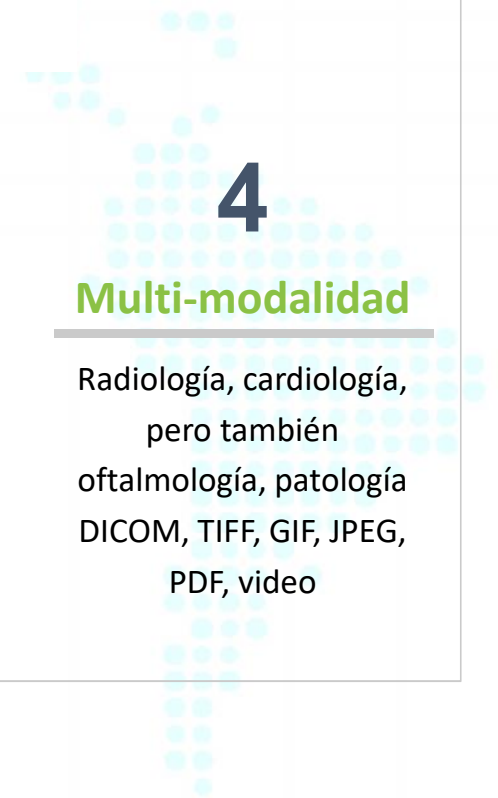 4
Multi-modalidad
Radiología, cardiología,
pero también
oftalmología, patología
DICOM, TIFF, GIF, JPEG,
PDF, video